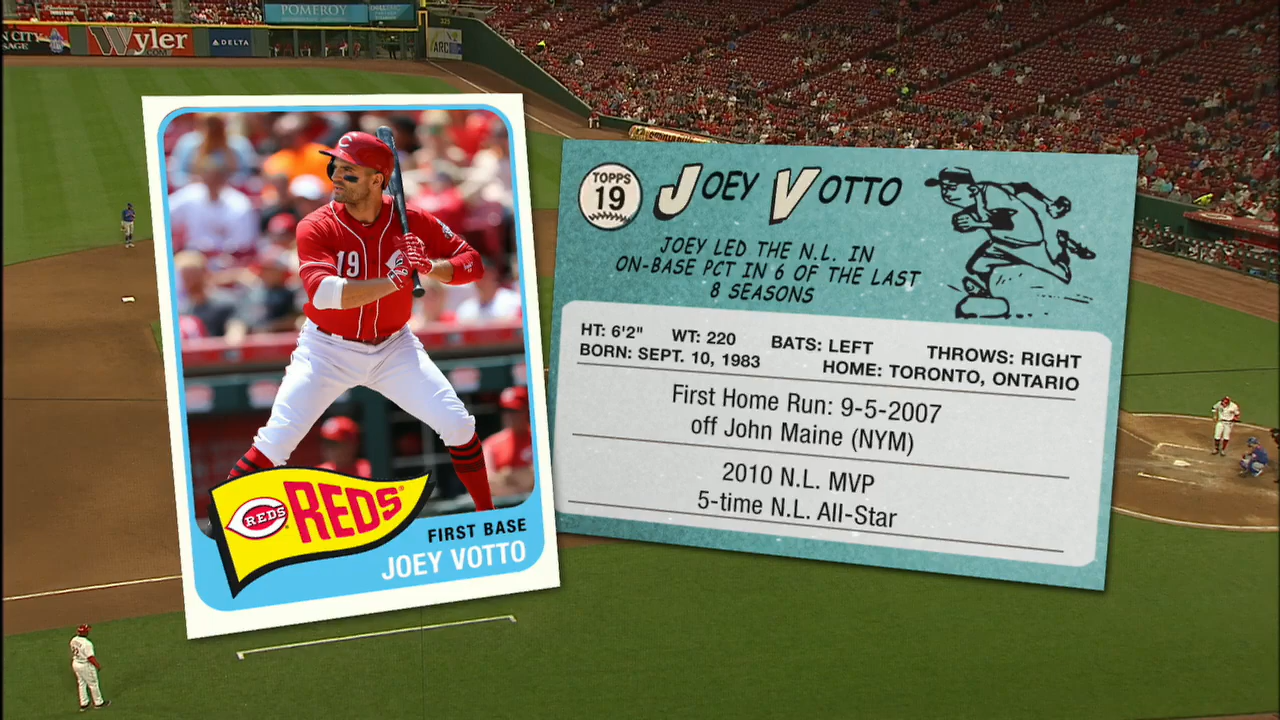 POMEROY
Wyler
DELTA
ARC
C
19
REDS
REDS
FIRST BASE
JOEY VOTTO
TOPPS
19
JOEY VOTTO
JOEY LED THE N.L. IN
ON-BASE PCT IN 6 OF THE LAST
8 SEASONS
HT: 6'2" WT: 220 BATS: LEFT THROWS: RIGHT
BORN: SEPT. 10, 1983 HOME: TORONTO, ONTARIO
First Home Run: 9-5-2007
off John Maine (NYM)
2010 N.L. MVP
5-time N.L. All-Star